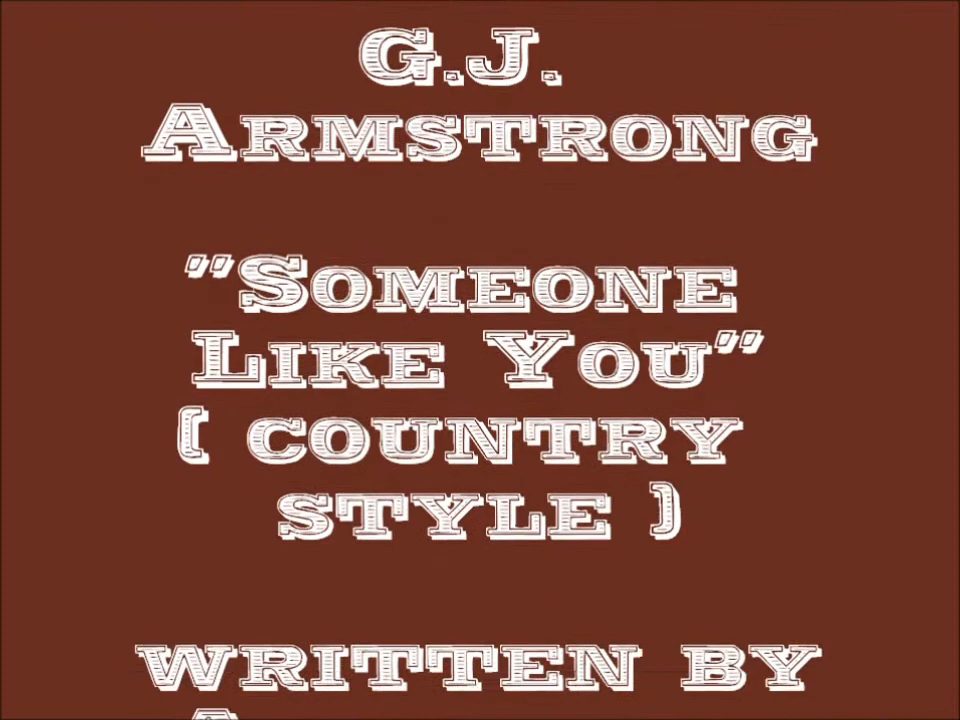 G.J.
Armstrong
"Someone
Like You"
( country
style )
written by